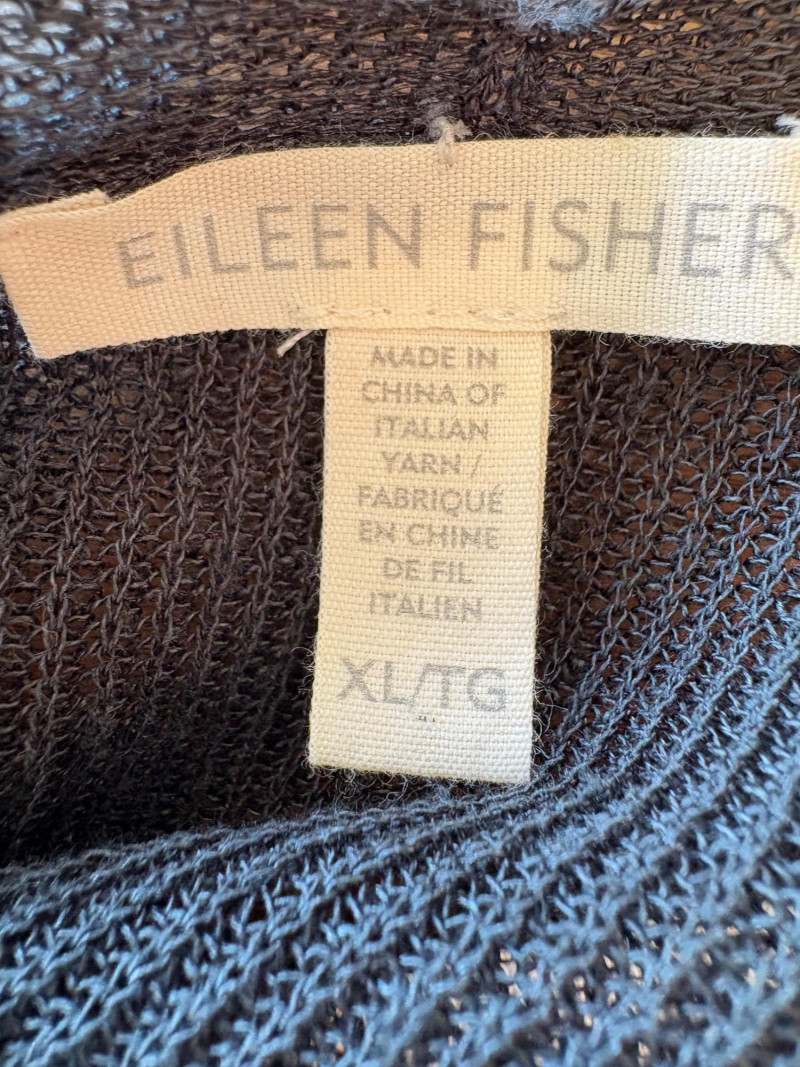 EILEEN FISHER
MADE IN
CHINA OF
ITALIAN
YARN /
FABRIQUÉ
EN CHINE
DE FIL
ITALIEN
XL/TG